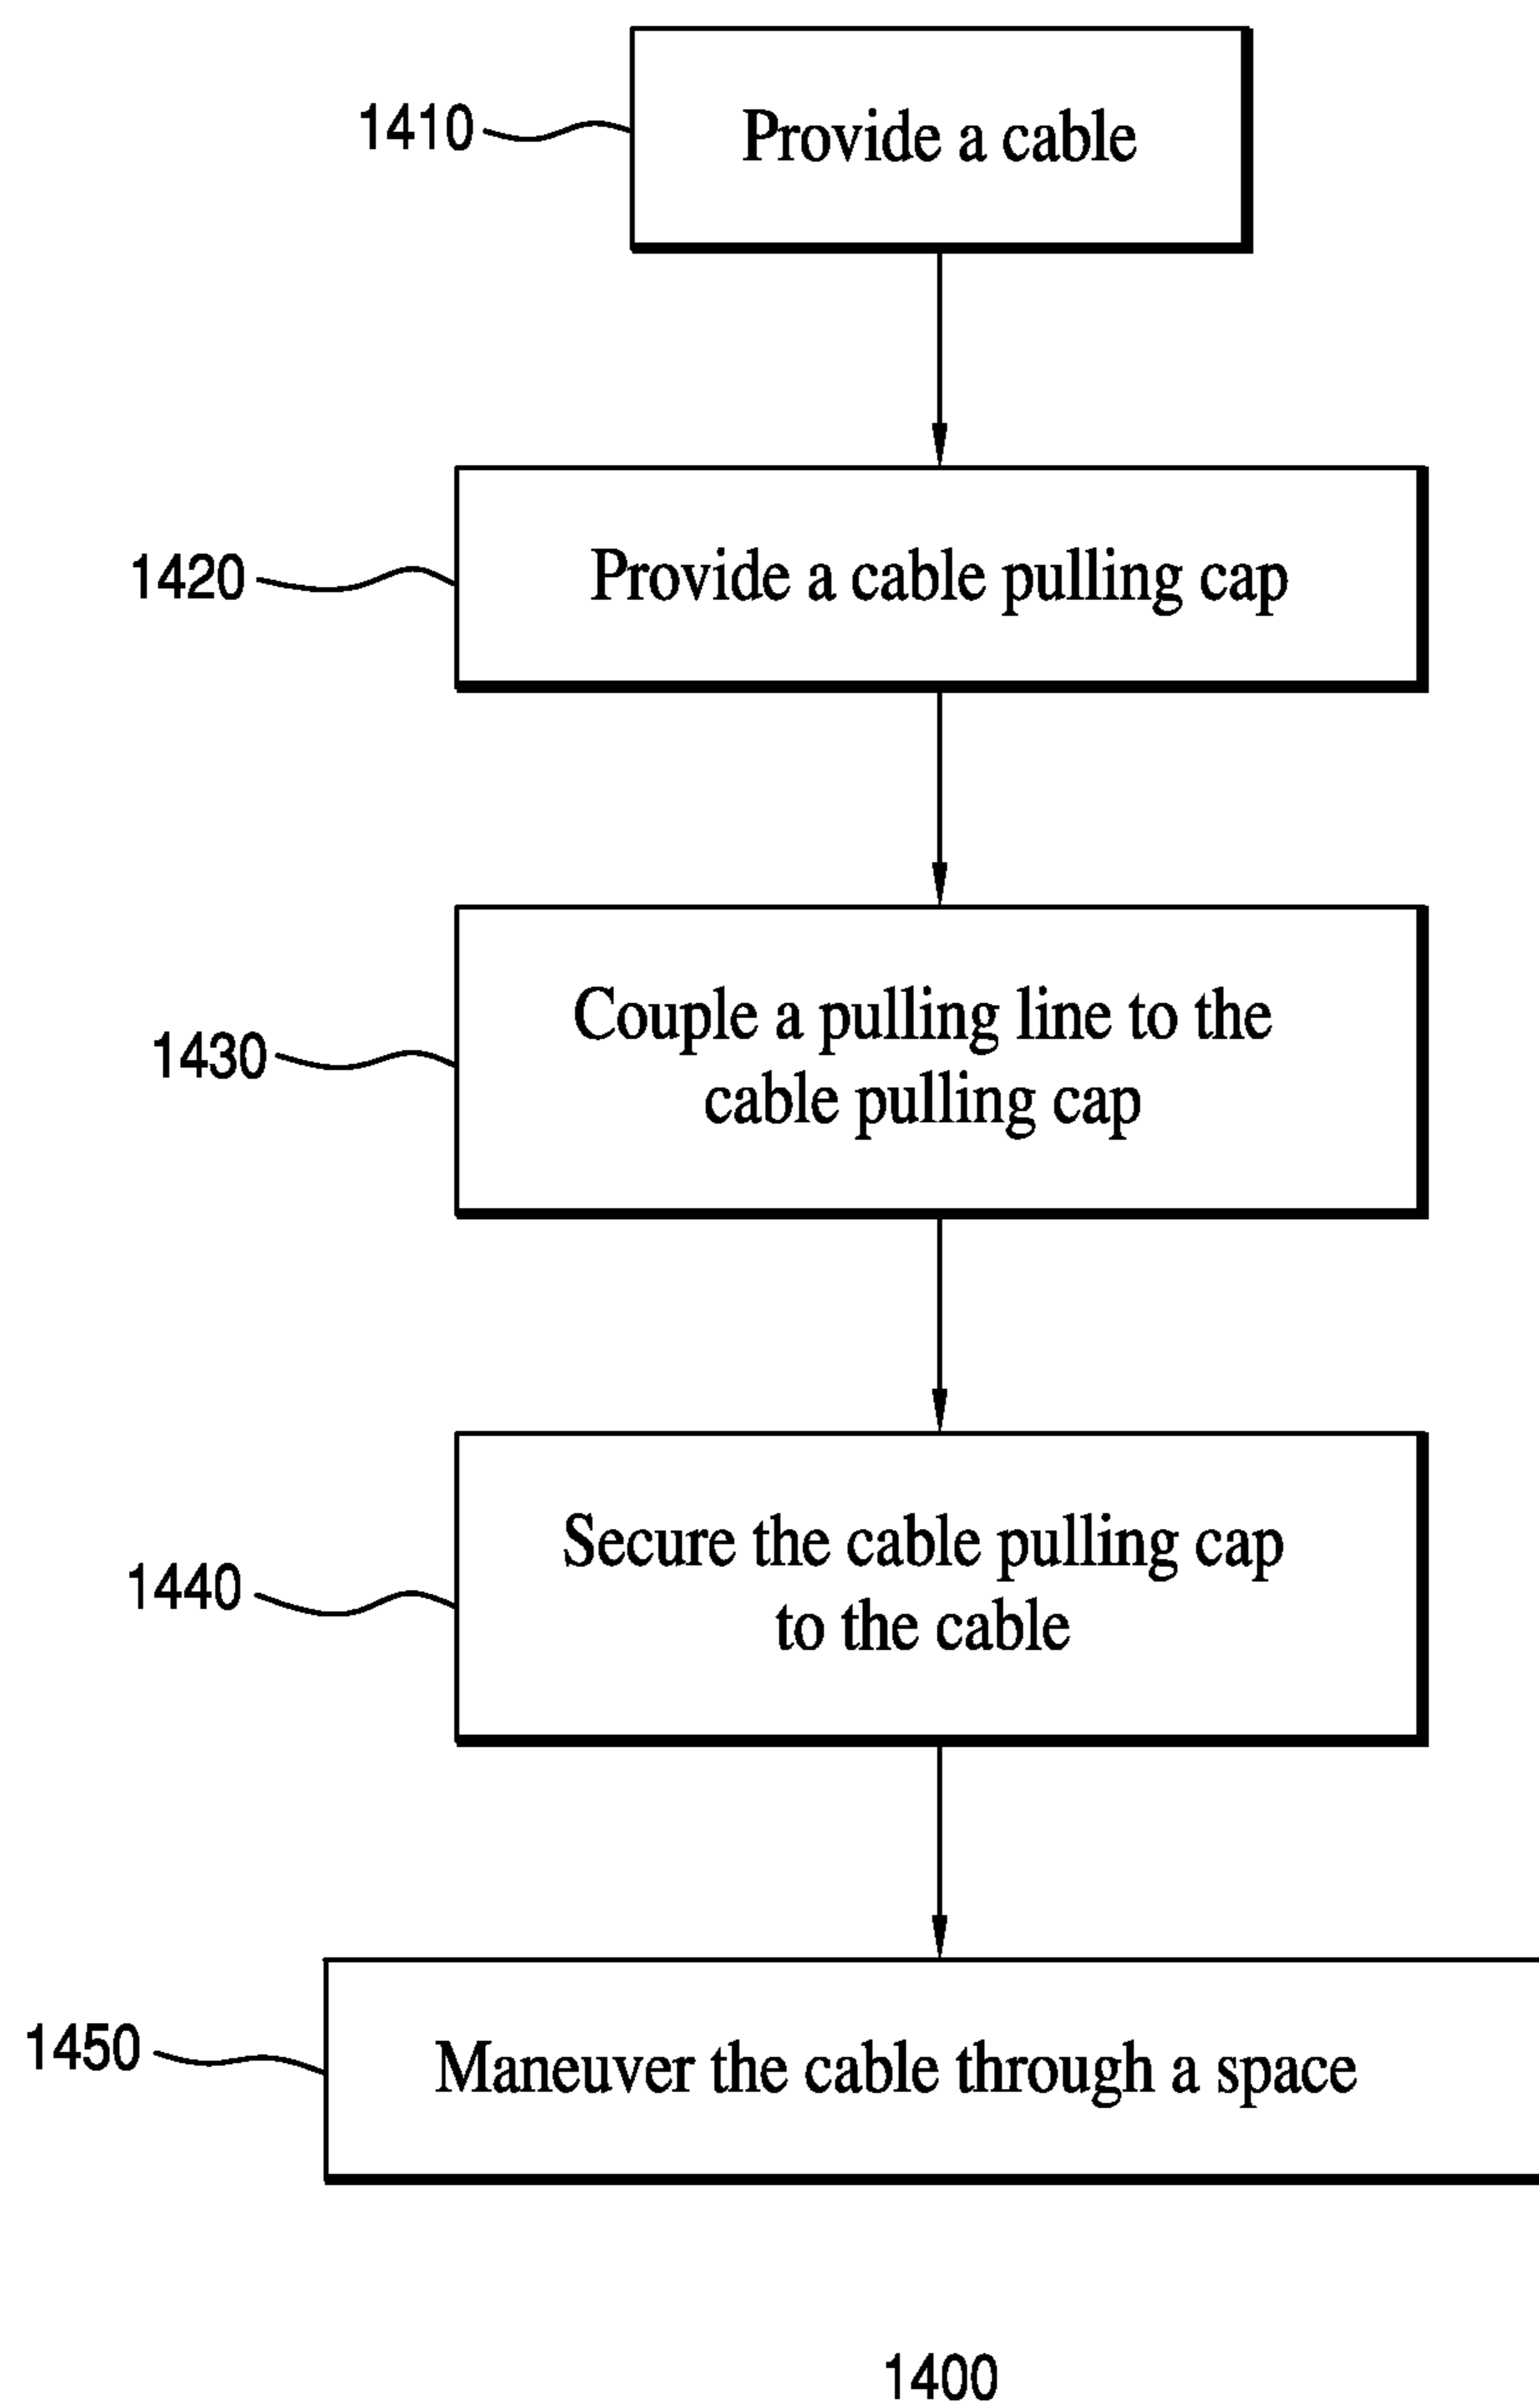 1410
Provide a cable
1420
Provide a cable pulling cap
1430
Couple a pulling line to the
cable pulling cap
1440
Secure the cable pulling cap
to the cable
1450
Maneuver the cable through a space
1400